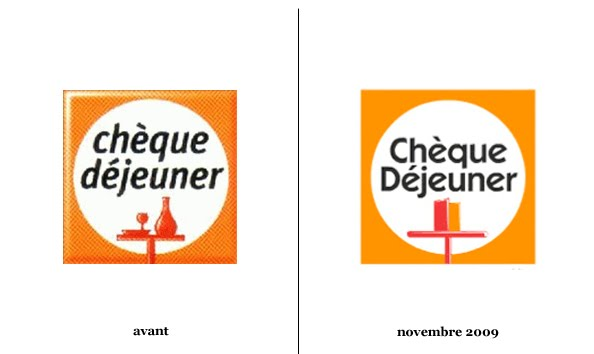 chèque
déjeuner
avant
Chèque
Déjeuner
novembre 2009